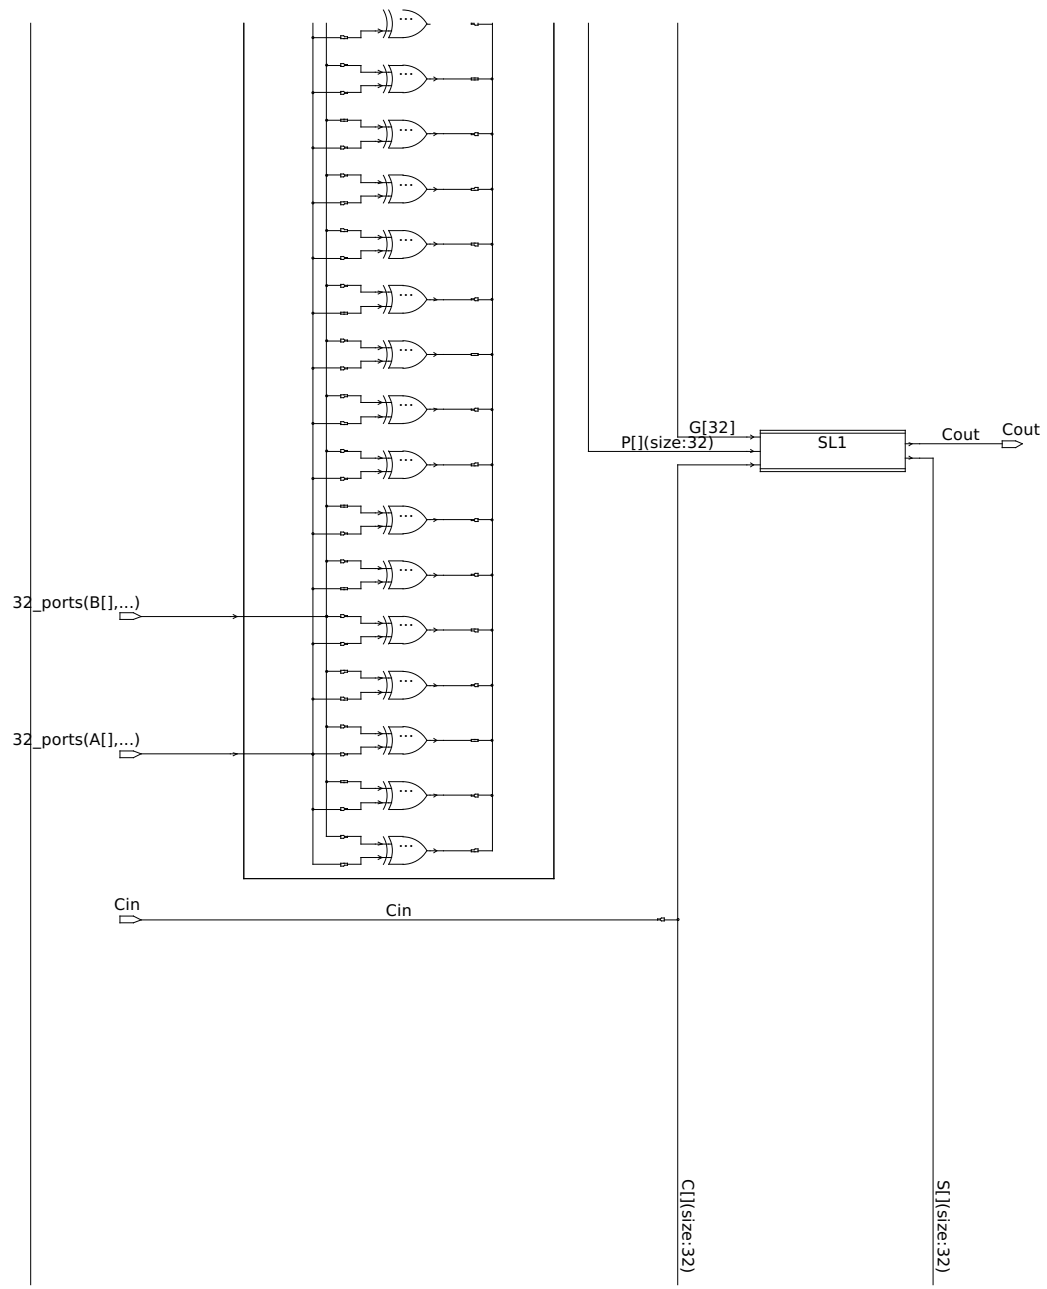 G[32]
P[](size:32)
SL1
Cout
Cout
32_ports(B[],...)
32_ports(A[],...)
Cin
Cin
C[](size:32)
S[](size:32)